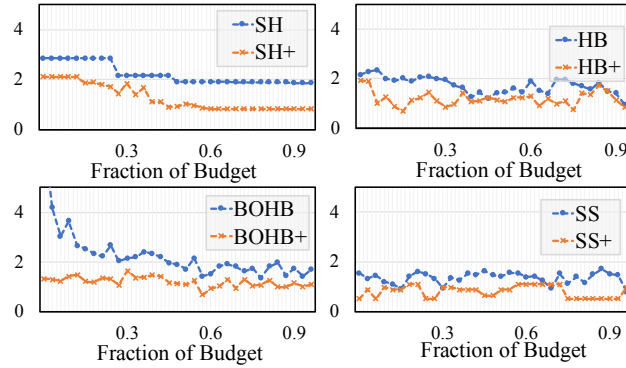 4
2
0
SH
SH+
0.3 0.6 0.9
Fraction of Budget
4
2
0
HB
HB+
0.3 0.6 0.9
Fraction of Budget
4
2
0
BOHB
BOHB+
0.3 0.6 0.9
Fraction of Budget
4
2
0
SS
SS+
0.3 0.6 0.9
Fraction of Budget